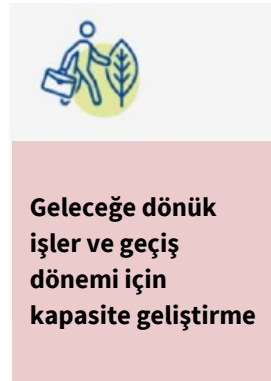 Geleceğe dönük
işler ve geçiş
dönemi için
kapasite geliştirme